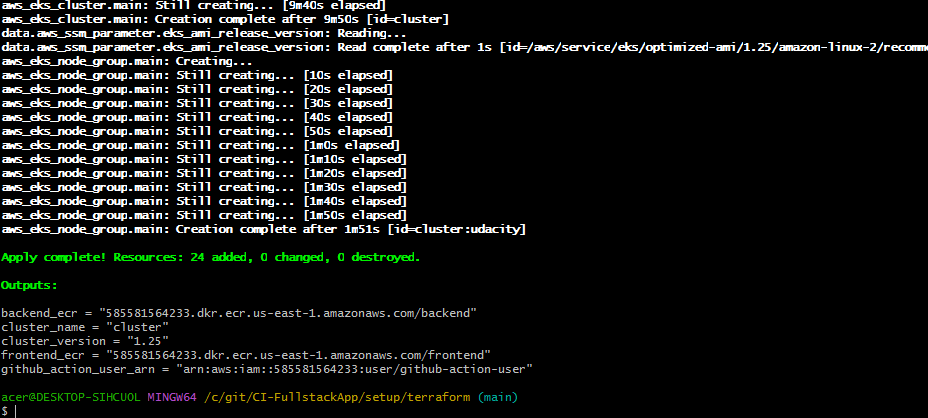 aws_eks_cluster.main: Still creating... [9m40s elapsed]
aws_eks_cluster.main: Creation complete after 9m50s [id=cluster]
data.aws_ssm_parameter.eks_ami_release_version: Reading...
data.aws_ssm_parameter.eks_ami_release_version: Read complete after 1s [id=/aws/service/eks/optimized-ami/1.25/amazon-linux-2/recomm
aws_eks_node_group.main: Creating...
aws_eks_node_group.main: Still creating... [10s elapsed]
aws_eks_node_group.main: Still creating... [20s elapsed]
aws_eks_node_group.main: Still creating... [30s elapsed]
aws_eks_node_group.main: Still creating... [40s elapsed]
aws_eks_node_group.main: Still creating... [50s elapsed]
aws_eks_node_group.main: Still creating... [1m0s elapsed]
aws_eks_node_group.main: Still creating... [1m10s elapsed]
aws_eks_node_group.main: Still creating... [1m20s elapsed]
aws_eks_node_group.main: Still creating... [1m30s elapsed]
aws_eks_node_group.main: Still creating... [1m40s elapsed]
aws_eks_node_group.main: Still creating... [1m50s elapsed]
aws_eks_node_group.main: Creation complete after 1m51s [id=cluster:udacity]
Apply complete! Resources: 24 added, 0 changed, 0 destroyed.
Outputs:
backend_ecr = "585581564233.dkr.ecr.us-east-1.amazonaws.com/backend"
cluster_name = "cluster"
cluster_version = "1.25"
frontend_ecr = "585581564233.dkr.ecr.us-east-1.amazonaws.com/frontend"
github_action_user_arn = "arn:aws:iam::585581564233:user/github-action-user"
acer@DESKTOP-SIHCUOL MINGW64 /c/git/CI-FullstackApp/setup/terraform (main)
$